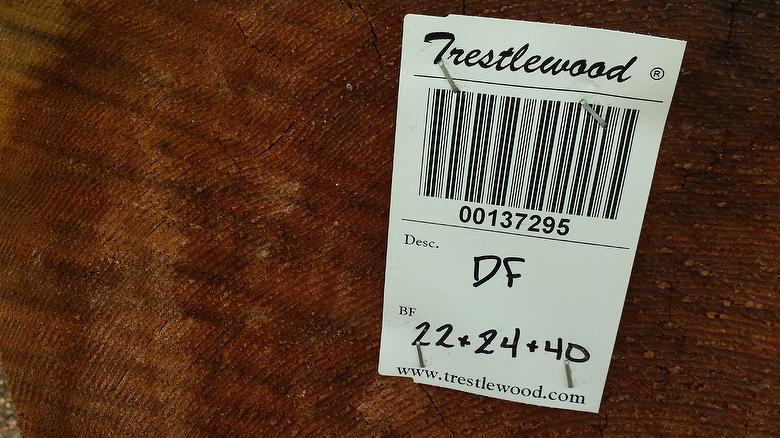 Trestlewood ®
00137295
Desc.
DF
BF
22x24x40
www.trestlewood.com